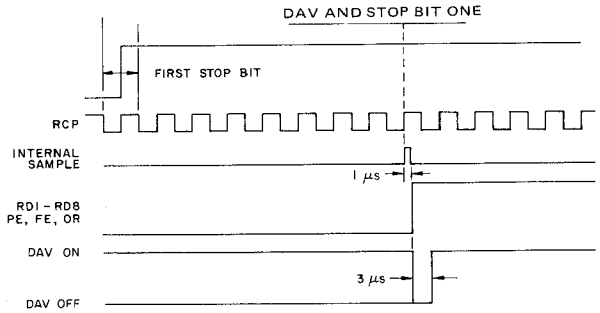 DAV AND STOP BIT ONE
FIRST STOP BIT
RCP
INTERNAL
SAMPLE
1 μs
RD1-RD8
PE, FE, OR
DAV ON
3 μs
DAV OFF